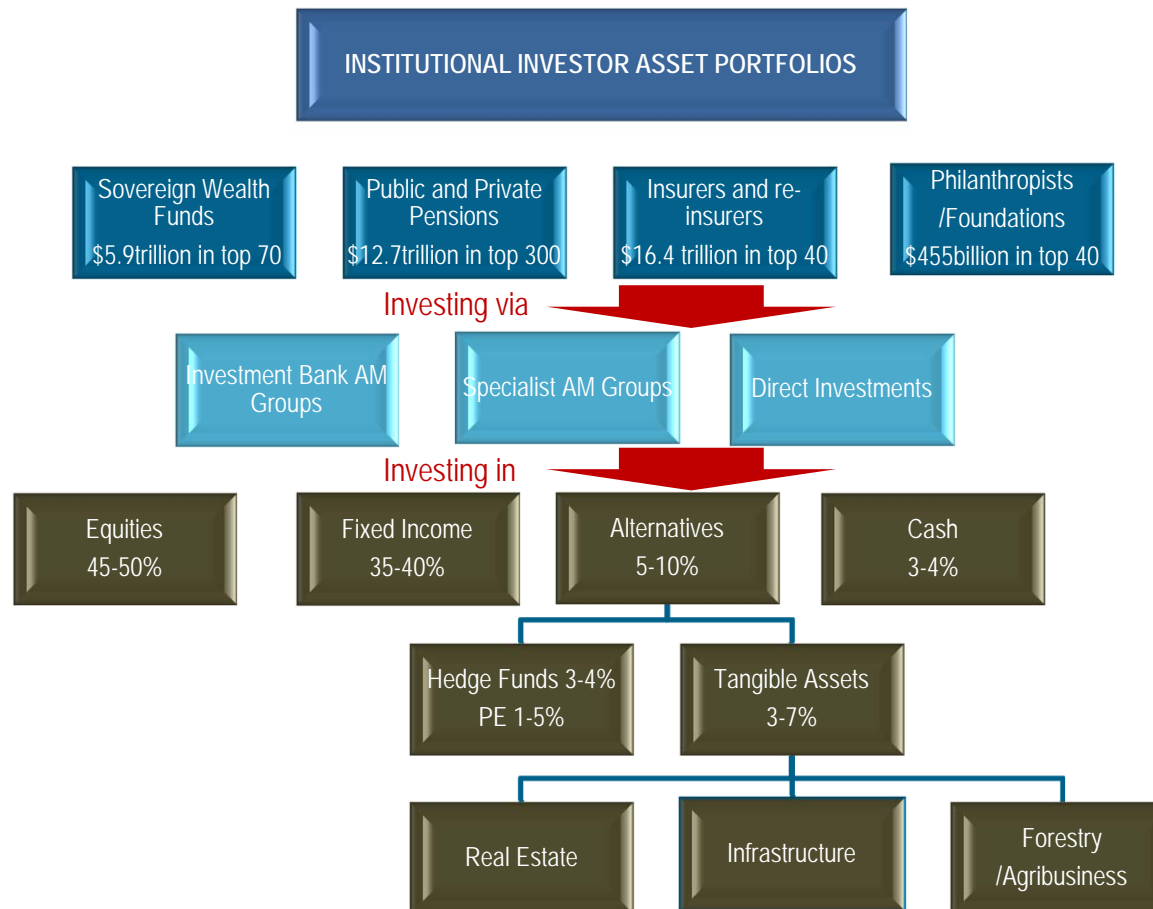 INSTITUTIONAL INVESTOR ASSET PORTFOLIOS
Sovereign Wealth
Funds
$5.9trillion in top 70
Public and Private
Pensions
$12.7trillion in top 300
Insurers and re-
insurers
$16.4 trillion in top 40
Philanthropists
/Foundations
$455billion in top 40
Investing via
Investment Bank AM
Groups
Specialist AM Groups
Direct Investments
Investing in
Equities
45-50%
Fixed Income
35-40%
Alternatives
5-10%
Cash
3-4%
Hedge Funds 3-4%
PE 1-5%
Tangible Assets
3-7%
Real Estate
Infrastructure
Forestry
/Agribusiness